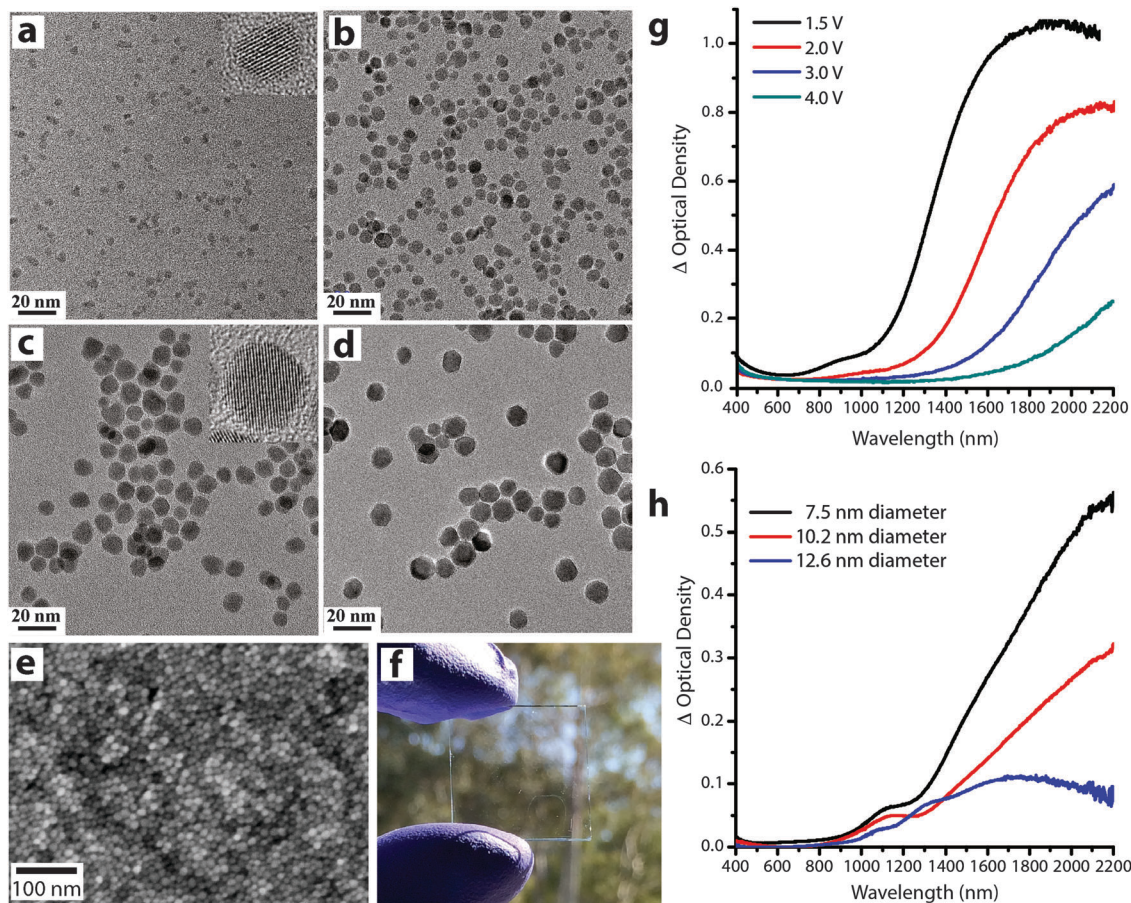 a
20 nm
b
20 nm
c
20 nm
d
20 nm
e
100 nm
f
g
1.5 V
2.0 V
3.0 V
4.0 V
Δ Optical Density
1.0
0.8
0.6
0.4
0.2
0.0
400 600 800 1000 1200 1400 1600 1800 2000 2200
Wavelength (nm)
h
7.5 nm diameter
10.2 nm diameter
12.6 nm diameter
Δ Optical Density
0.6
0.5
0.4
0.3
0.2
0.1
0.0
400 600 800 1000 1200 1400 1600 1800 2000 2200
Wavelength (nm)